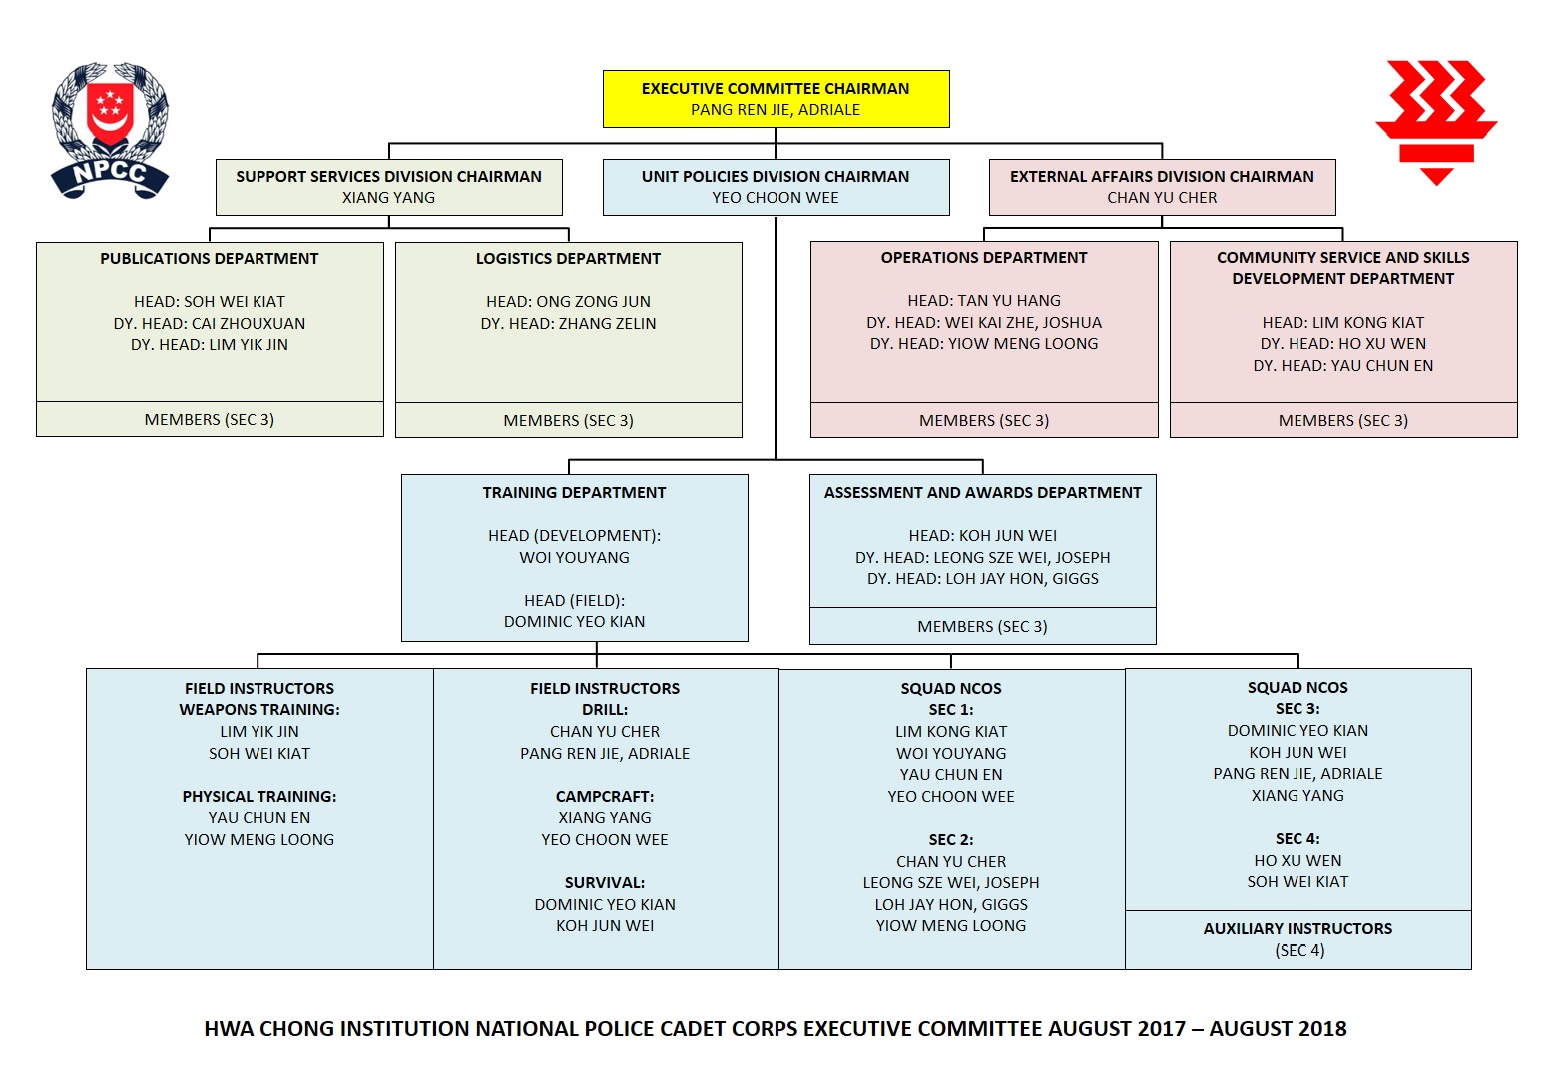 NPCC
EXECUTIVE COMMITTEE CHAIRMAN
PANG REN JIE, ADRIALE
SUPPORT SERVICES DIVISION CHAIRMAN
XIANG YANG
UNIT POLICIES DIVISION CHAIRMAN
YEO CHOON WEE
EXTERNAL AFFAIRS DIVISION CHAIRMAN
CHAN YU CHER
PUBLICATIONS DEPARTMENT
HEAD: SOH WEI KIAT
DY. HEAD: CAI ZHOUXUAN
DY. HEAD: LIM YIK JIN
MEMBERS (SEC 3)
LOGISTICS DEPARTMENT
HEAD: ONG ZONG JUN
DY. HEAD: ZHANG ZELIN
MEMBERS (SEC 3)
OPERATIONS DEPARTMENT
HEAD: TAN YU HANG
DY. HEAD: WEI KAI ZHE, JOSHUA
DY. HEAD: YIOW MENG LOONG
MEMBERS (SEC 3)
COMMUNITY SERVICE AND SKILLS
DEVELOPMENT DEPARTMENT
HEAD: LIM KONG KIAT
DY. HEAD: HO XU WEN
DY. HEAD: YAU CHUN EN
MEMBERS (SEC 3)
TRAINING DEPARTMENT
HEAD (DEVELOPMENT):
WOI YOUYANG
HEAD (FIELD):
DOMINIC YEO KIAN
ASSESSMENT AND AWARDS DEPARTMENT
HEAD: KOH JUN WEI
DY. HEAD: LEONG SZE WEI, JOSEPH
DY. HEAD: LOH JAY HON, GIGGS
MEMBERS (SEC 3)
FIELD INSTRUCTORS
WEAPONS TRAINING:
LIM YIK JIN
SOH WEI KIAT
PHYSICAL TRAINING:
YAU CHUN EN
YIOW MENG LOONG
FIELD INSTRUCTORS
DRILL:
CHAN YU CHER
PANG REN JIE, ADRIALE
CAMPCRAFT:
XIANG YANG
YEO CHOON WEE
SURVIVAL:
DOMINIC YEO KIAN
KOH JUN WEI
SQUAD NCOS
SEC 1:
LIM KONG KIAT
WOI YOUYANG
YAU CHUN EN
YEO CHOON WEE
SEC 2:
CHAN YU CHER
LEONG SZE WEI, JOSEPH
LOH JAY HON, GIGGS
YIOW MENG LOONG
SQUAD NCOS
SEC 3:
DOMINIC YEO KIAN
KOH JUN WEI
PANG REN JIE, ADRIALE
XIANG YANG
SEC 4:
HO XU WEN
SOH WEI KIAT
AUXILIARY INSTRUCTORS
(SEC 4)
HWA CHONG INSTITUTION NATIONAL POLICE CADET CORPS EXECUTIVE COMMITTEE AUGUST 2017 – AUGUST 2018